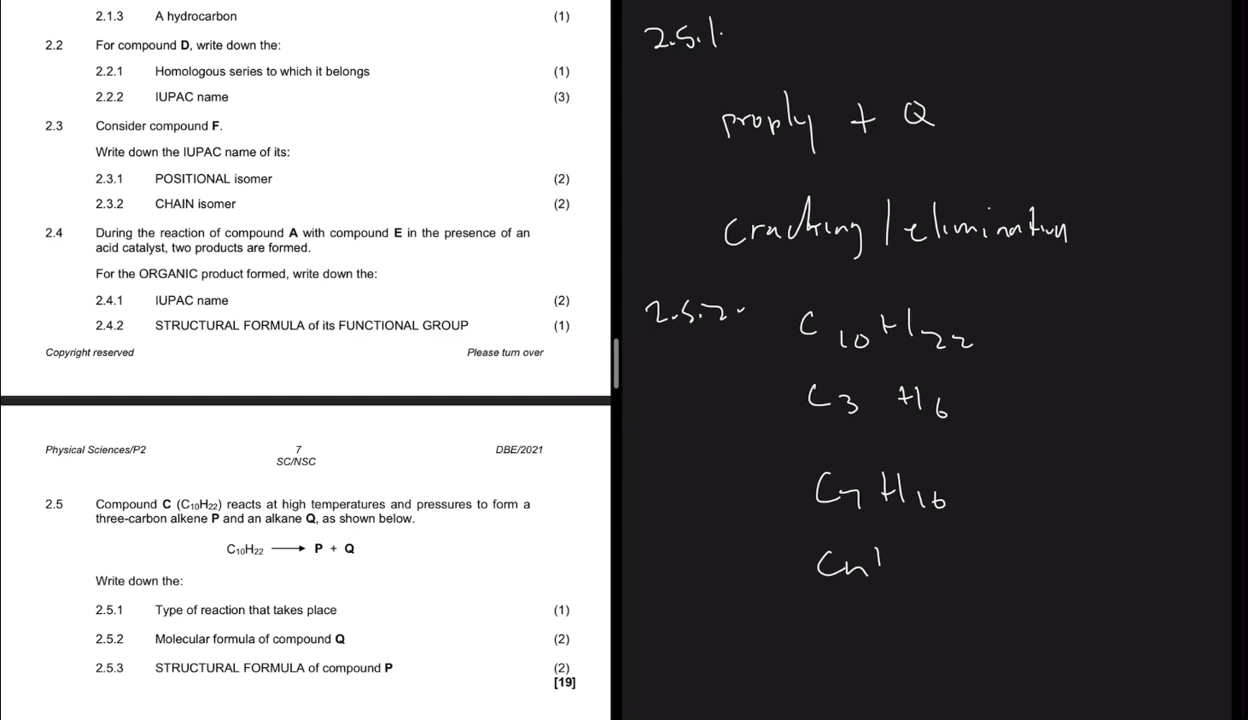 2.1.3 A hydrocarbon (1)
2.2 For compound D, write down the:
2.2.1 Homologous series to which it belongs (1)
2.2.2 IUPAC name (3)
2.3 Consider compound F.
Write down the IUPAC name of its:
2.3.1 POSITIONAL isomer (2)
2.3.2 CHAIN isomer (2)
2.4 During the reaction of compound A with compound E in the presence of an
acid catalyst, two products are formed.
For the ORGANIC product formed, write down the:
2.4.1 IUPAC name (2)
2.4.2 STRUCTURAL FORMULA of its FUNCTIONAL GROUP (1)
Copyright reserved Please turn over
Physical Sciences/P2 7 DBE/2021
SC/NSC
2.5 Compound C (C₁₀H₂₂) reacts at high temperatures and pressures to form a
three-carbon alkene P and an alkane Q, as shown below.
C₁₀H₂₂ ⟶ P + Q
Write down the:
2.5.1 Type of reaction that takes place (1)
2.5.2 Molecular formula of compound Q (2)
2.5.3 STRUCTURAL FORMULA of compound P (2)
[19]
2.5.1.
proply + Q
cracking / elimination
2.5.2. C₁₀H₂₂
C₃ H₆
C₇ H₁₆
Cn